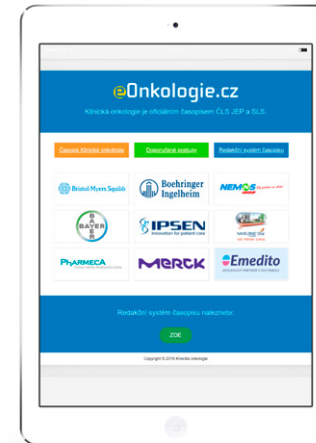 eOnkologie.cz
Klinická onkologie je oficiálním časopisem ČLS JEP a SLS.
Časopis Klinická onkologie
Doporučené postupy
Redakční systém časopisu
Bristol Myers Squibb
Boehringer
Ingelheim
NEMOS
BAYER
BAYER
IPSEN
Innovation for patient care
PHARMECA
MERCK
Emedito
Redakční systém časopisu naleznete:
ZDE
Copyright © 2019 Klinická onkologie